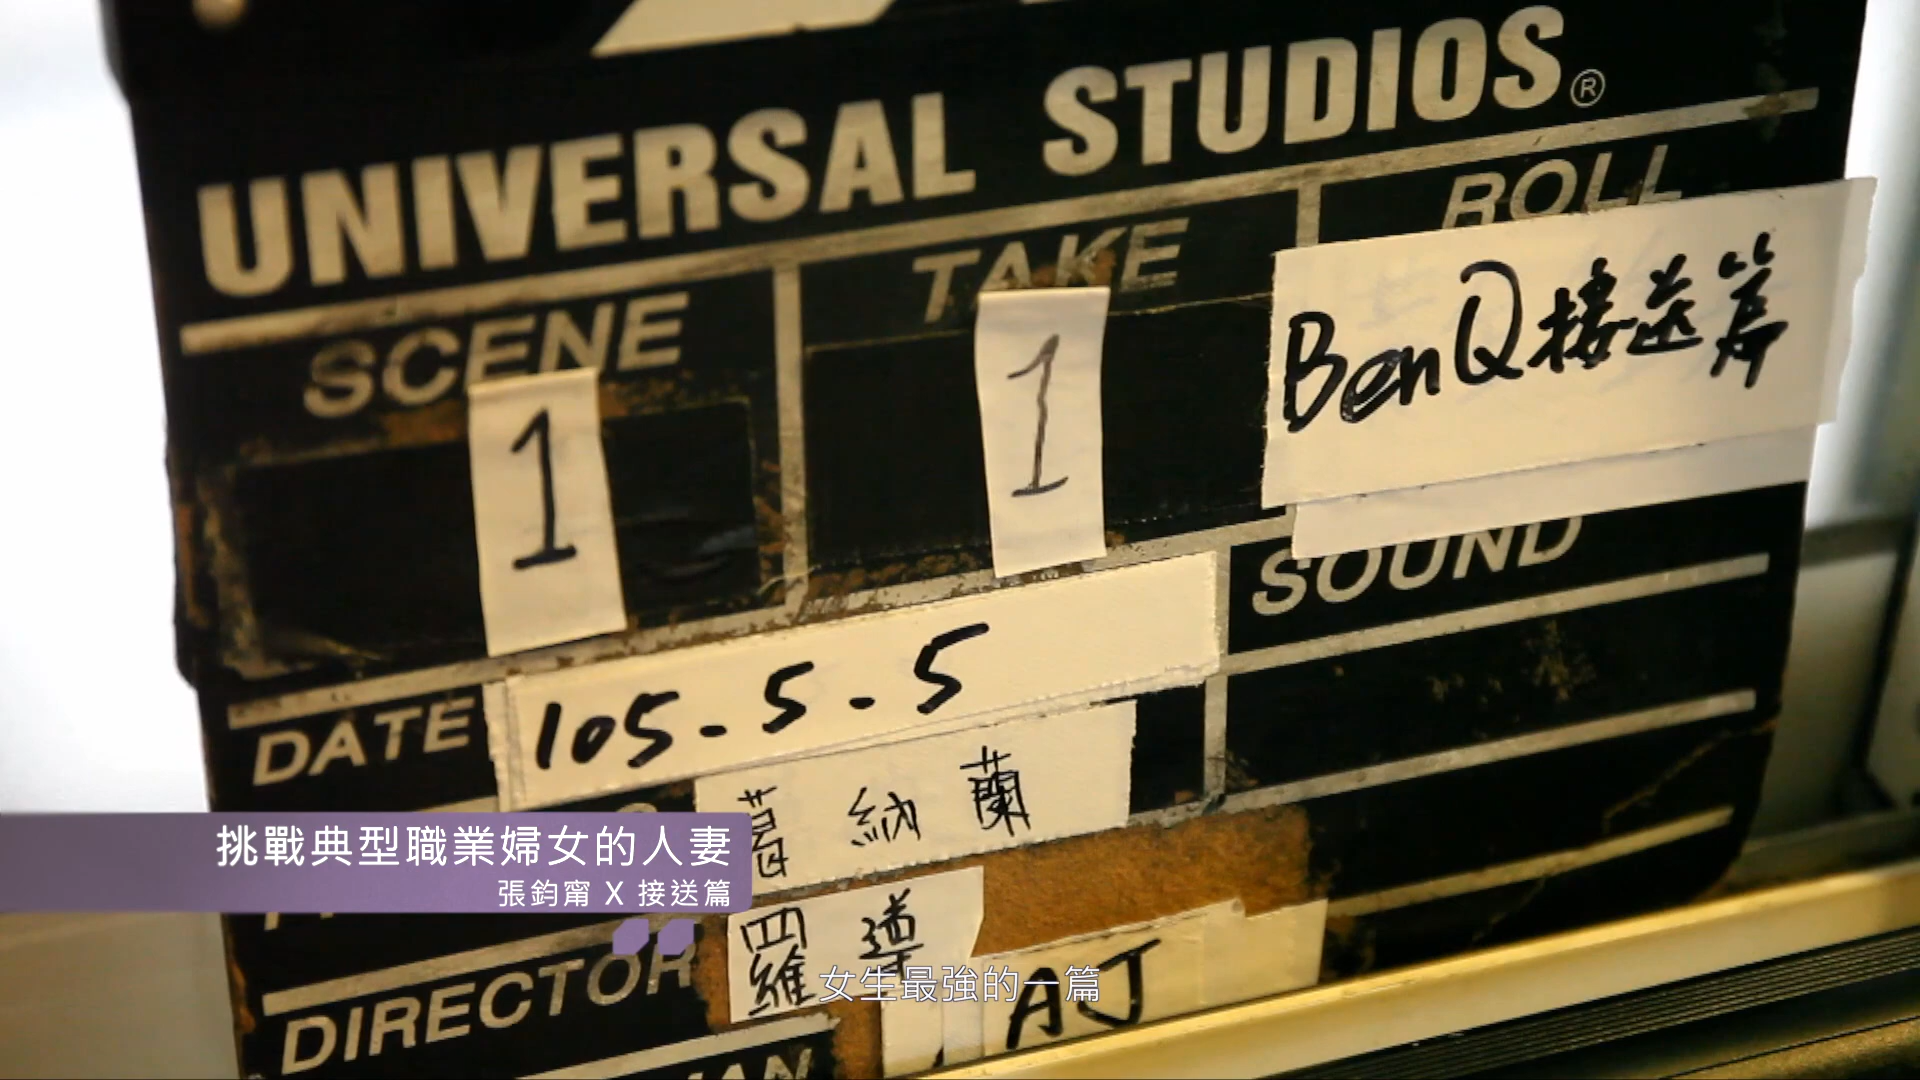 UNIVERSAL STUDIOS®
SCENE
TAKE
ROLL
1
1
BenQ接送篇
SOUND
DATE
105-5-5
葛納蘭
挑戰典型職業婦女的人妻
張鈞甯 X 接送篇
DIRECTOR
羅導
女生最強的一篇
AJ